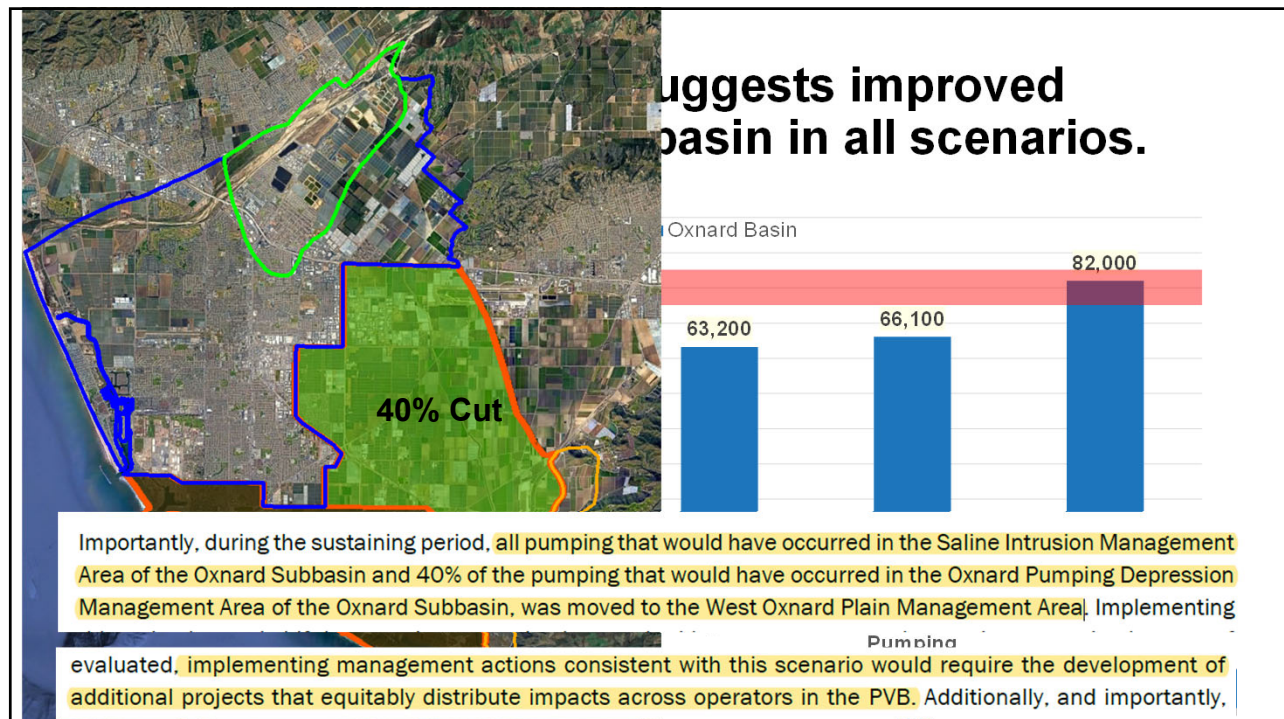 uggests improved
basin in all scenarios.
Oxnard Basin
82,000
66,100
63,200
40% Cut
Importantly, during the sustaining period, all pumping that would have occurred in the Saline Intrusion Management
Area of the Oxnard Subbasin and 40% of the pumping that would have occurred in the Oxnard Pumping Depression
Management Area of the Oxnard Subbasin, was moved to the West Oxnard Plain Management Area. Implementing
Pumping
evaluated, implementing management actions consistent with this scenario would require the development of
additional projects that equitably distribute impacts across operators in the PVB. Additionally, and importantly,